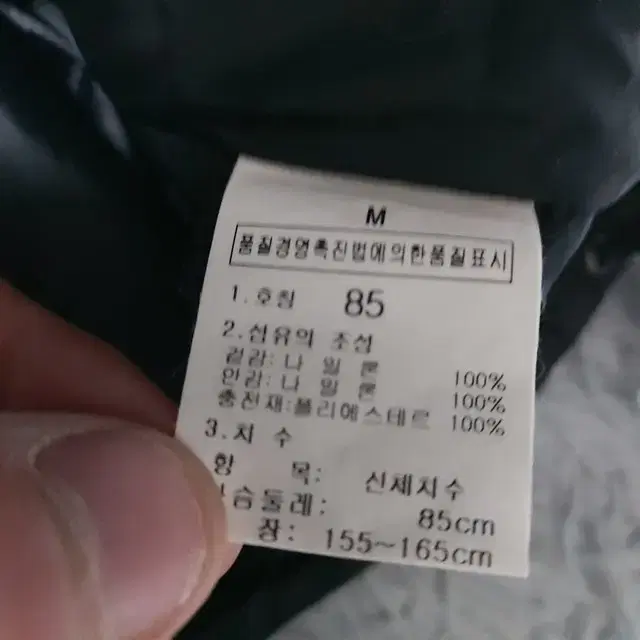 M
품질경영촉진법에의한품질표시
1.호칭 85
2.섬유의 조성
겉감:나 일 론 100%
안감:나 일 론 100%
충전재:폴리에스테르 100%
3.치 수
항 목: 신체치수
가슴둘레: 85cm
장: 155~165cm